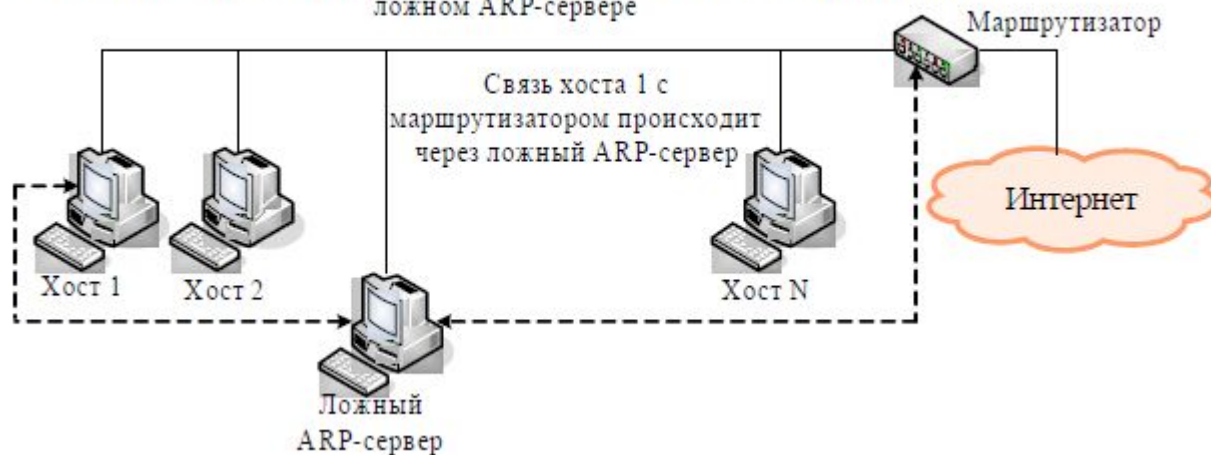 ложном ARP-сервере
Маршрутизатор
Связь хоста 1 с
маршрутизатором происходит
через ложный ARP-сервер
Интернет
Хост 1
Хост 2
Хост N
Ложный
ARP-сервер